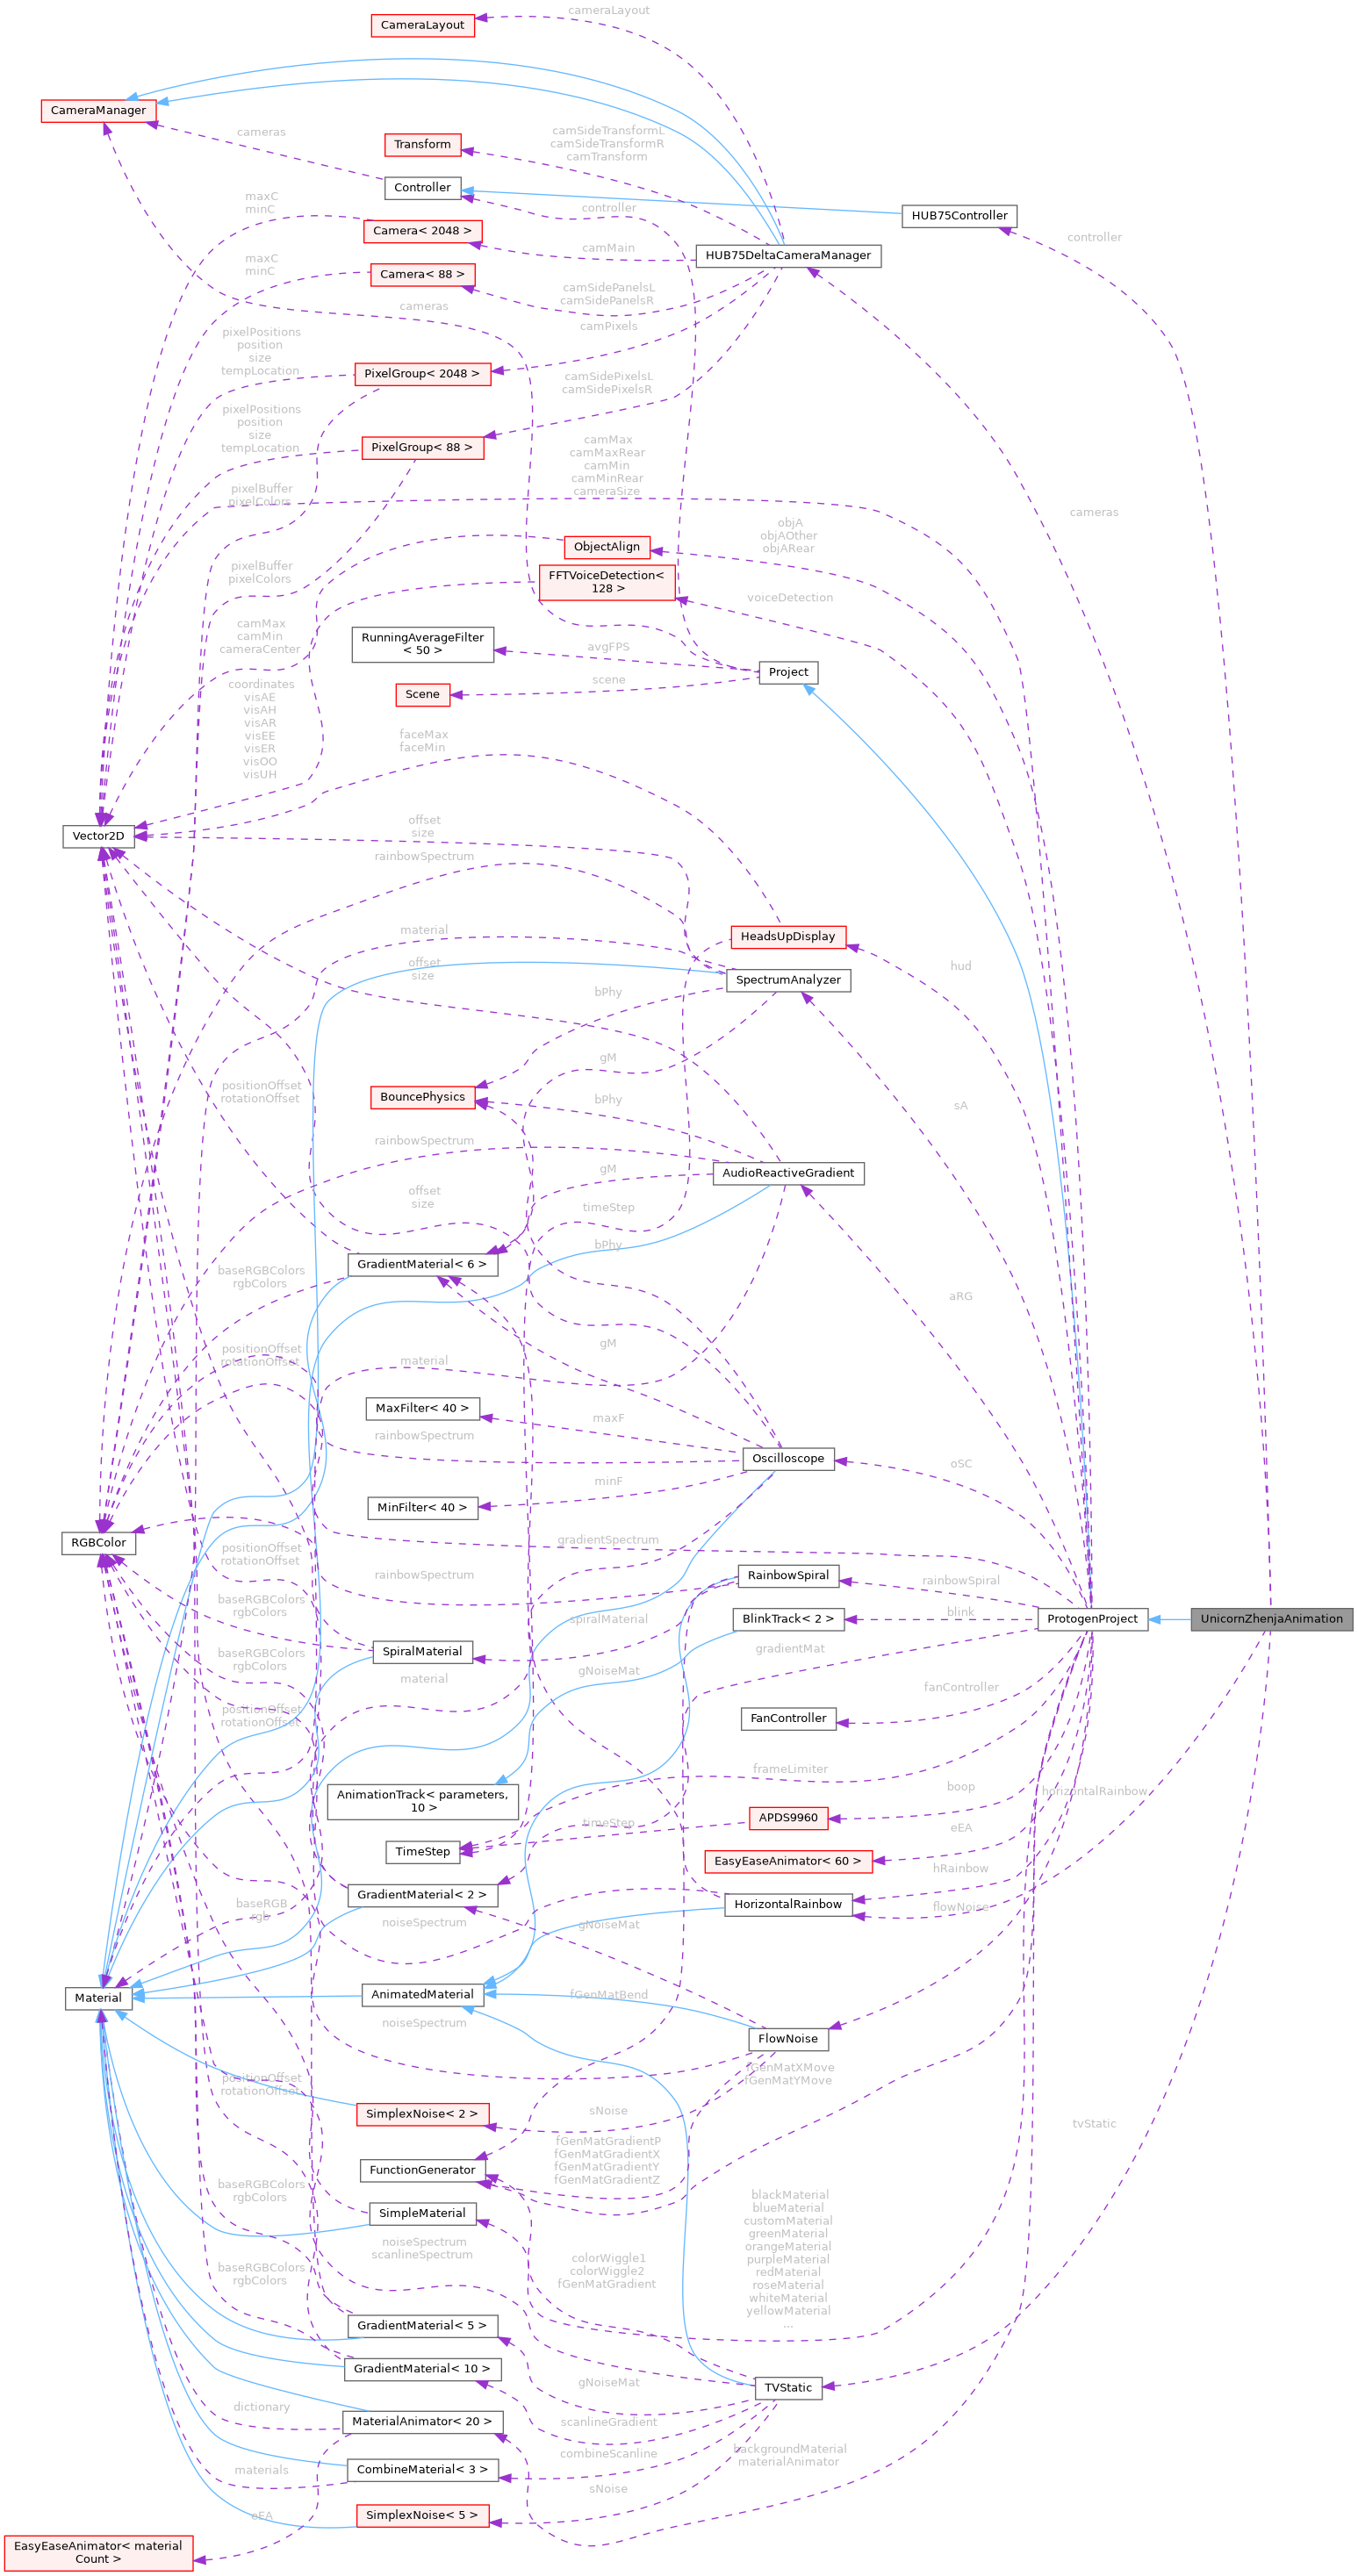 cameraLayout
CameraLayout
CameraManager
cameras
Transform
camSideTransformL
camSideTransformR
camTransform
Controller
controller
HUB75Controller
controller
maxC
minC
Camera< 2048 >
camMain
HUB75DeltaCameraManager
maxC
minC
Camera< 88 >
camSidePanelsL
camSidePanelsR
cameras
camPixels
pixelPositions
position
size
tempLocation
PixelGroup< 2048 >
camSidePixelsL
camSidePixelsR
pixelPositions
position
size
tempLocation
PixelGroup< 88 >
camMax
camMaxRear
camMin
camMinRear
cameraSize
pixelBuffer
pixelColors
cameras
ObjectAlign
objA
objAOther
objARear
pixelBuffer
pixelColors
FFTVoiceDetection<
128 >
voiceDetection
camMax
camMin
cameraCenter
RunningAverageFilter
< 50 >
avgFPS
Project
coordinates
visAE
visAH
visAR
visEE
visER
visOO
visUH
Scene
scene
faceMax
faceMin
Vector2D
offset
size
rainbowSpectrum
material
HeadsUpDisplay
hud
offset
size
SpectrumAnalyzer
bPhy
gM
positionOffset
rotationOffset
BouncePhysics
bPhy
sA
rainbowSpectrum
gM
AudioReactiveGradient
offset
size
timeStep
bPhy
GradientMaterial< 6 >
baseRGBColors
rgbColors
aRG
gM
positionOffset
rotationOffset
material
MaxFilter< 40 >
maxF
rainbowSpectrum
Oscilloscope
oSC
MinFilter< 40 >
minF
RGBColor
gradientSpectrum
positionOffset
rotationOffset
rainbowSpectrum
RainbowSpiral
rainbowSpiral
baseRGBColors
rgbColors
spiralMaterial
BlinkTrack< 2 >
blink
ProtogenProject
UnicornZhenjaAnimation
SpiralMaterial
gradientMat
baseRGBColors
rgbColors
material
gNoiseMat
fanController
positionOffset
rotationOffset
FanController
frameLimiter
AnimationTrack< parameters,
10 >
boop
horizontalRainbow
APDS9960
timeStep
eEA
TimeStep
EasyEaseAnimator< 60 >
hRainbow
GradientMaterial< 2 >
HorizontalRainbow
flowNoise
baseRGB
rgb
noiseSpectrum
gNoiseMat
Material
AnimatedMaterial
fGenMatBend
noiseSpectrum
FlowNoise
fGenMatXMove
fGenMatYMove
positionOffset
rotationOffset
SimplexNoise< 2 >
sNoise
tvStatic
fGenMatGradientP
fGenMatGradientX
fGenMatGradientY
fGenMatGradientZ
FunctionGenerator
baseRGBColors
rgbColors
SimpleMaterial
blackMaterial
blueMaterial
customMaterial
greenMaterial
orangeMaterial
purpleMaterial
redMaterial
roseMaterial
whiteMaterial
yellowMaterial
...
noiseSpectrum
scanlineSpectrum
colorWiggle1
colorWiggle2
fGenMatGradient
baseRGBColors
rgbColors
GradientMaterial< 5 >
GradientMaterial< 10 >
gNoiseMat
TVStatic
dictionary
MaterialAnimator< 20 >
scanlineGradient
backgroundMaterial
materialAnimator
materials
CombineMaterial< 3 >
combineScanline
sNoise
eEA
SimplexNoise< 5 >
EasyEaseAnimator< material
Count >